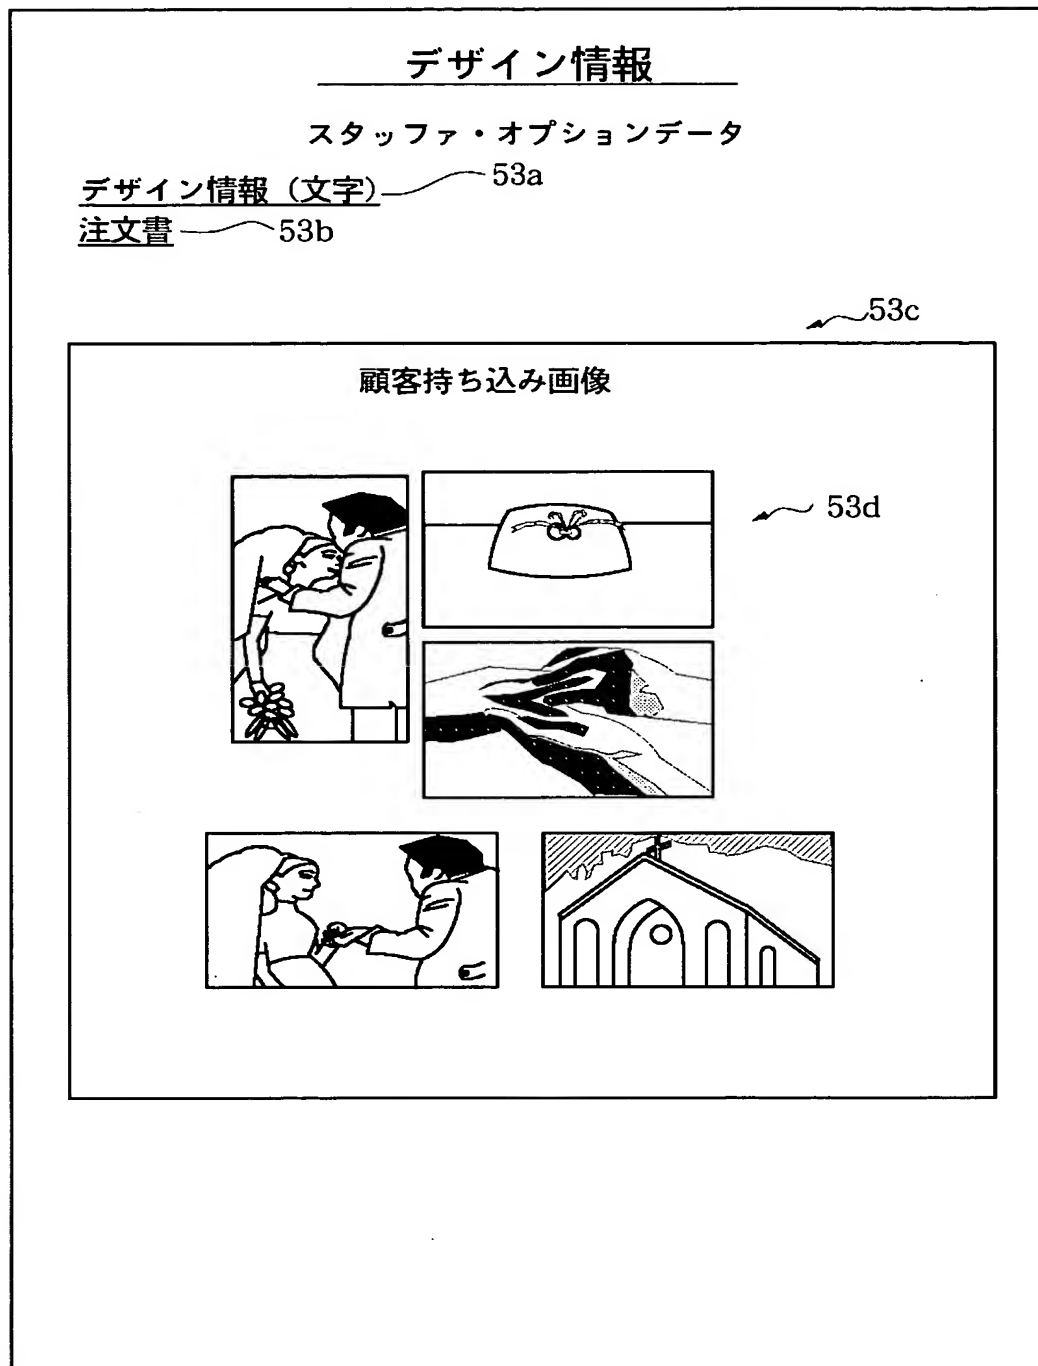 デザイン情報
スタッファ・オプションデータ
デザイン情報（文字） 53a
注文書 53b
53c
顧客持ち込み画像
53d